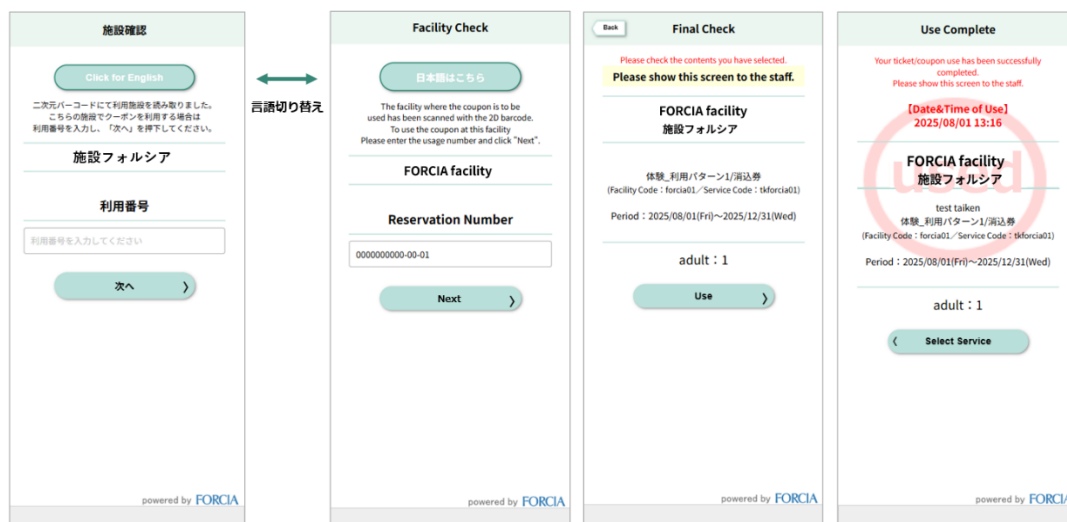 施設確認
Click for English
二次元バーコードにて利用施設を読み取りました。
こちらの施設でクーポンを利用する場合は
利用番号を入力し、「次へ」を押下してください。
施設フォルシア
利用番号
利用番号を入力してください
次へ
powered by FORCIA
言語切り替え
Facility Check
日本語はこちら
The facility where the coupon is to be
used has been scanned with the 2D barcode.
To use the coupon at this facility
Please enter the usage number and click "Next".
FORCIA facility
Reservation Number
0000000000-00-01
Next
powered by FORCIA
Back
Final Check
Please check the contents you have selected.
Please show this screen to the staff.
FORCIA facility
施設フォルシア
体験_利用パターン1/消込券
(Facility Code：forcia01／Service Code：tkforcia01)
Period：2025/08/01(Fri)～2025/12/31(Wed)
adult：1
Use
powered by FORCIA
Use Complete
Your ticket/coupon use has been successfully
completed.
Please show this screen to the staff.
【Date&Time of Use】
2025/08/01 13:16
used
FORCIA facility
施設フォルシア
test taiken
体験_利用パターン1/消込券
(Facility Code：forcia01／Service Code：tkforcia01)
Period：2025/08/01(Fri)～2025/12/31(Wed)
adult：1
Select Service
powered by FORCIA